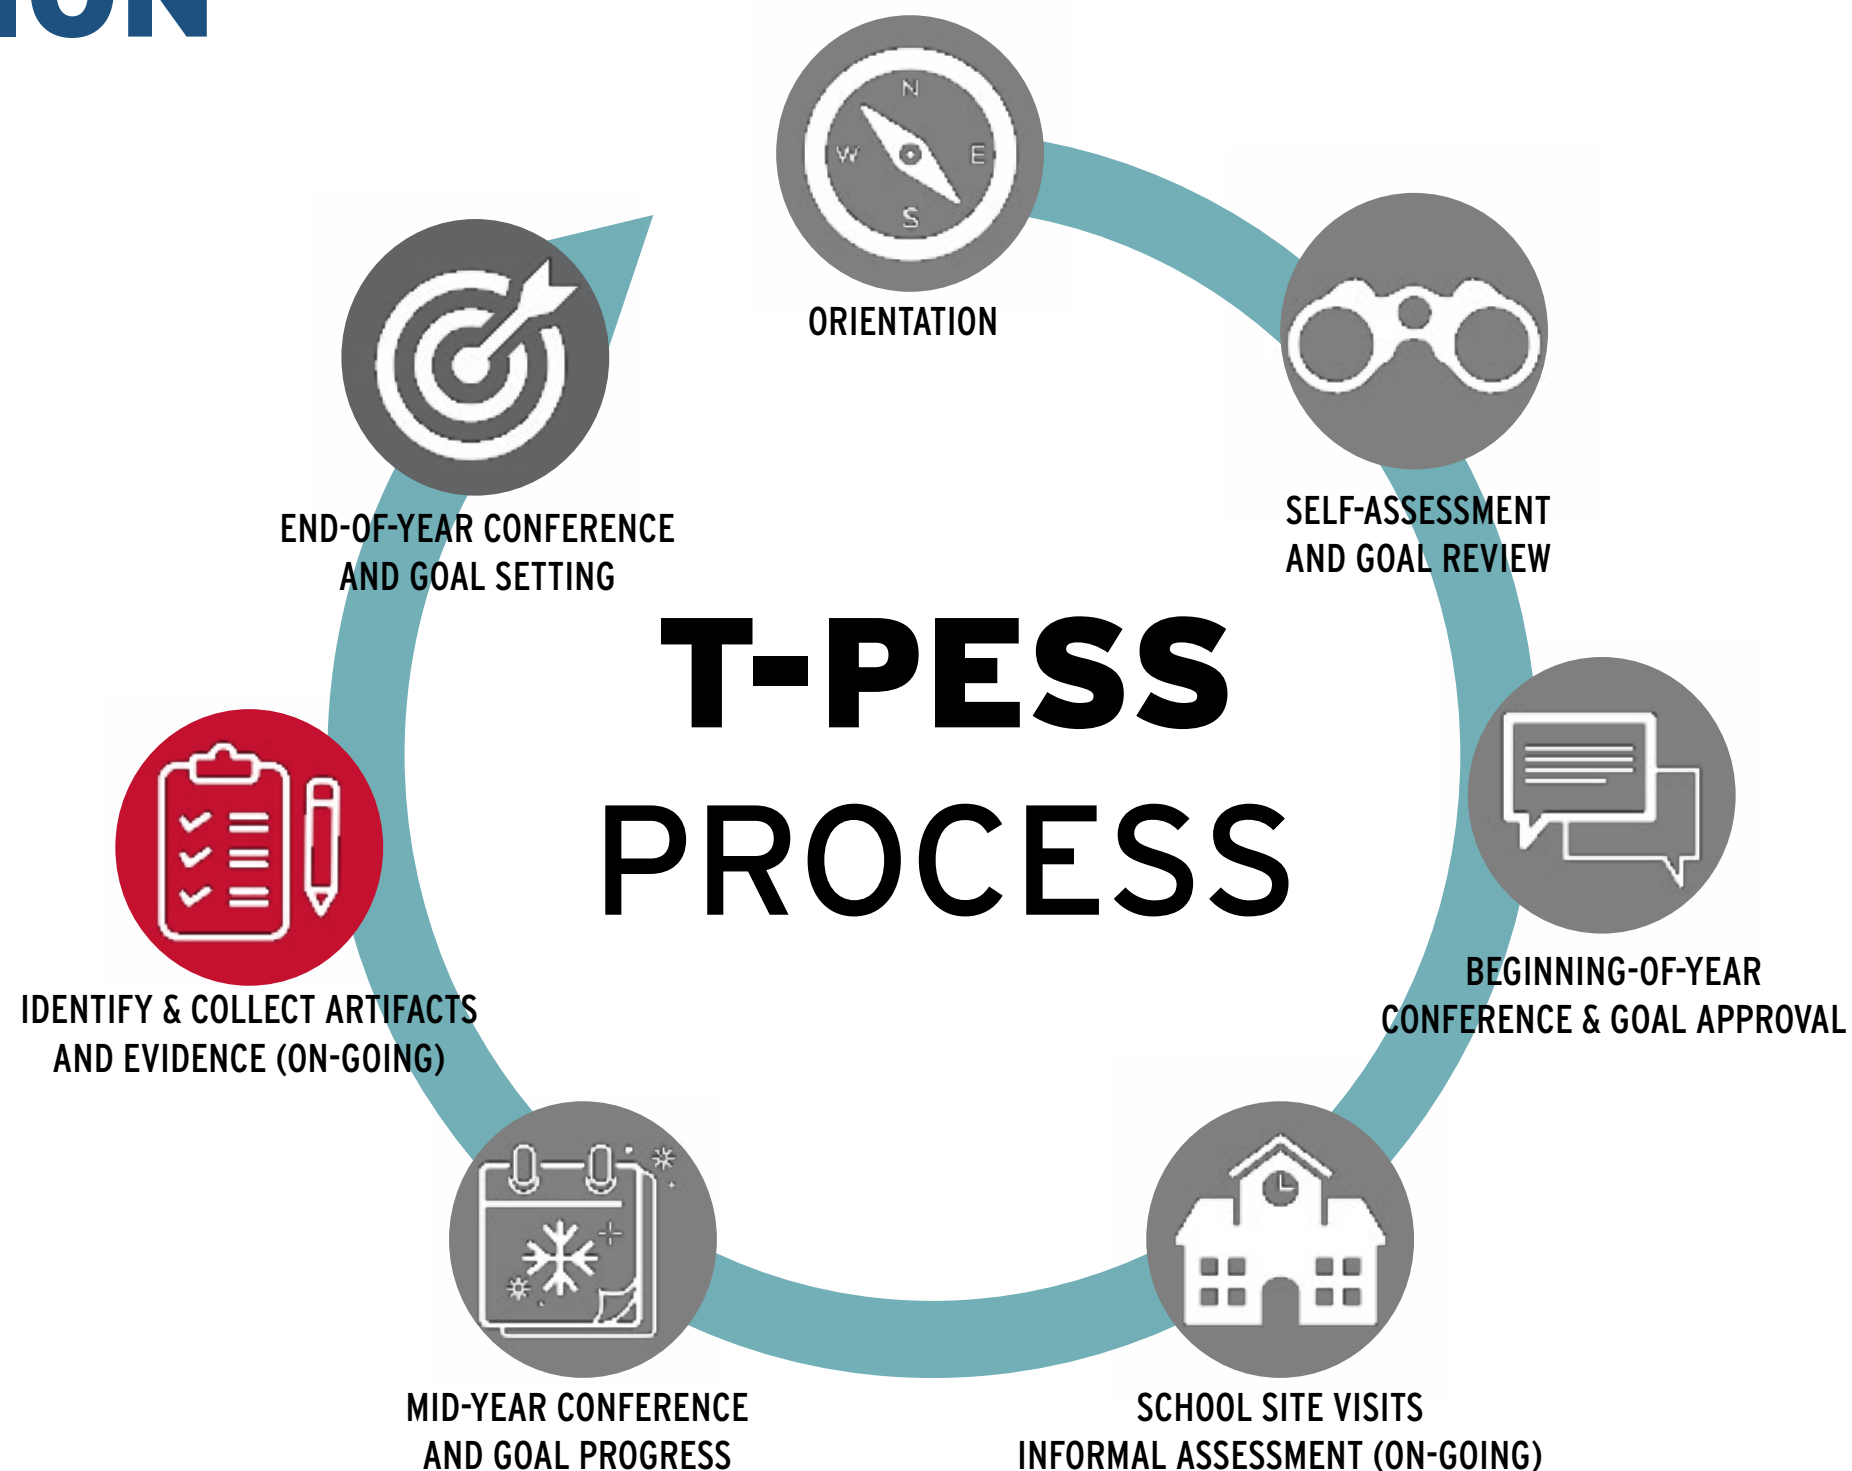 N
W
E
S
ORIENTATION
SELF-ASSESSMENT
AND GOAL REVIEW
BEGINNING-OF-YEAR
CONFERENCE & GOAL APPROVAL
SCHOOL SITE VISITS
INFORMAL ASSESSMENT (ON-GOING)
MID-YEAR CONFERENCE
AND GOAL PROGRESS
IDENTIFY & COLLECT ARTIFACTS
AND EVIDENCE (ON-GOING)
END-OF-YEAR CONFERENCE
AND GOAL SETTING
T-PESS
PROCESS